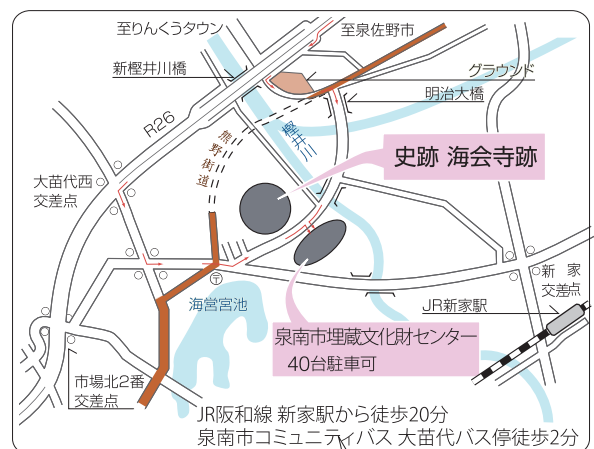 至りんくうタウン
至泉佐野市
新樫井川橋
グラウンド
明治大橋
R26
熊野街道
樫井川
史跡 海会寺跡
大苗代西
交差点
〒
新家
交差点
海営宮池
JR新家駅
泉南市埋蔵文化財センター
40台駐車可
市場北2番
交差点
JR阪和線 新家駅から徒歩20分
泉南市コミュニティバス 大苗代バス停徒歩2分